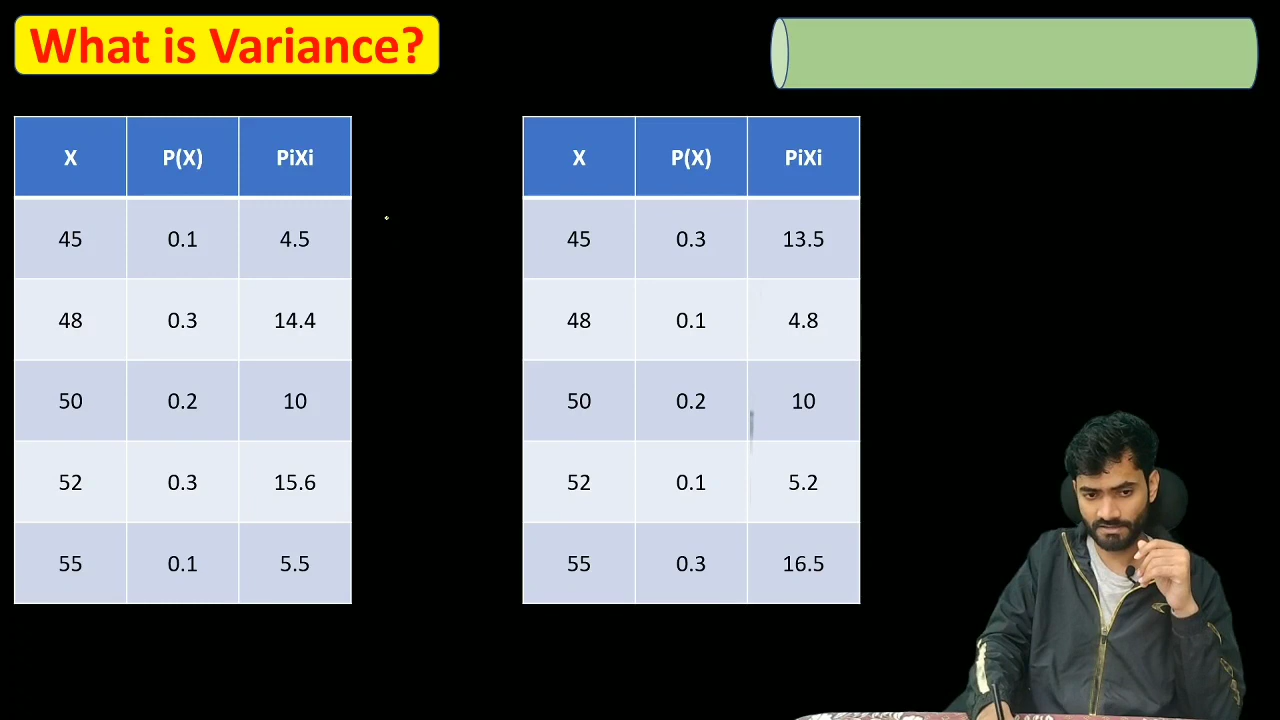 What is Variance?
X P(X) PiXi
45 0.1 4.5
48 0.3 14.4
50 0.2 10
52 0.3 15.6
55 0.1 5.5
X P(X) PiXi
45 0.3 13.5
48 0.1 4.8
50 0.2 10
52 0.1 5.2
55 0.3 16.5